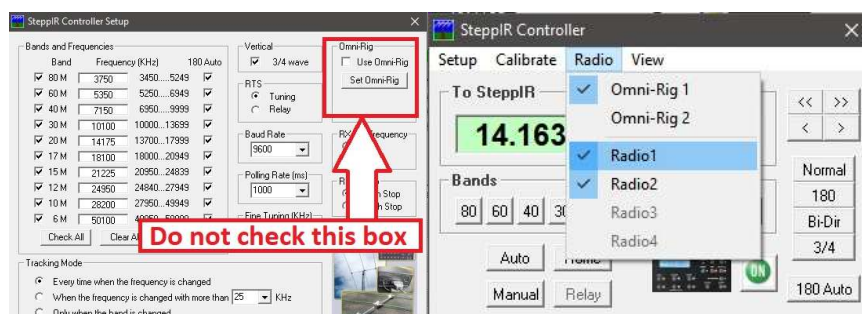 SteppIR Controller Setup
Bands and Frequencies
Band Frequency (KHz) 180 Auto
80 M 3750 3450.....5249
60 M 5350 5250.....6949
40 M 7150 6950.....9999
30 M 10100 10000..13699
20 M 14175 13700..17999
17 M 18100 18000..20949
15 M 21225 20950..24839
12 M 24950 24840..27949
10 M 28200 27950..49949
6 M 50100
Check All Clear
Vertical
3/4 wave
RTS
Tuning
Relay
Baud Rate
9600
Polling Rate (ms)
1000
Fine Tuning (KHz)
Omni-Rig
Use Omni-Rig
Set Omni-Rig
Frequency
Stop
Stop
Do not check this box
Tracking Mode
Every time when the frequency is changed
When the frequency is changed with more than 25 KHz
Only when the band is changed
SteppIR Controller
Setup Calibrate Radio View
To SteppIR
14.163
Bands
80 60 40
Auto
Manual Relay
Omni-Rig 1
Omni-Rig 2
Radio1
Radio2
Radio3
Radio4
ON
<< >>
< >
Normal
180
Bi-Dir
3/4
180 Auto